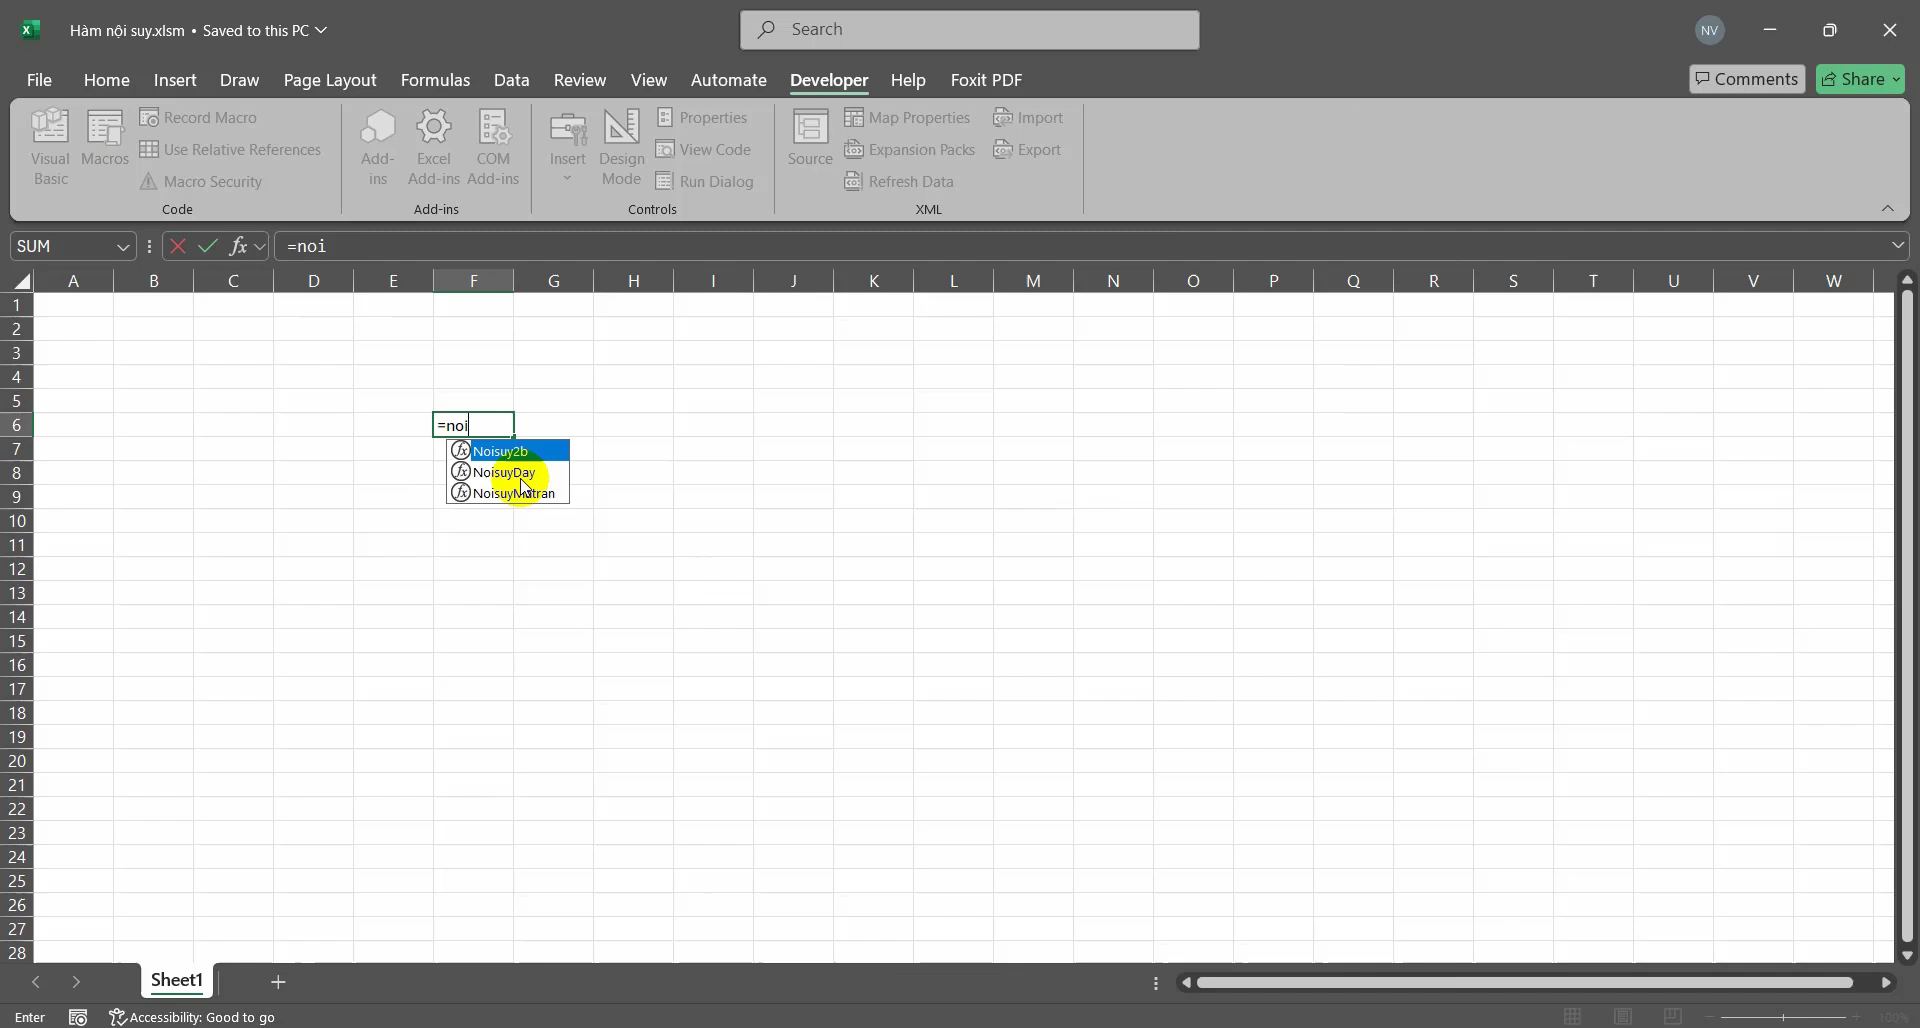 Hàm nội suy.xlsm • Saved to this PC
Search
NV
File Home Insert Draw Page Layout Formulas Data Review View Automate Developer Help Foxit PDF
Comments Share
Visual Basic
Macros
Record Macro
Use Relative References
Macro Security
Code
Add-ins
Excel Add-ins
COM Add-ins
Add-ins
Insert
Design Mode
Properties
View Code
Run Dialog
Controls
Source
Map Properties
Expansion Packs
Refresh Data
Import
Export
XML
SUM fx =noi
A B C D E F G H I J K L M N O P Q R S T U V W
1
2
3
4
5
6 =noi
7 Noisuy2b
8 NoisuyDay
9 NoisuyMatran
10
11
12
13
14
15
16
17
18
19
20
21
22
23
24
25
26
27
28
Sheet1
Enter Accessibility: Good to go 100%